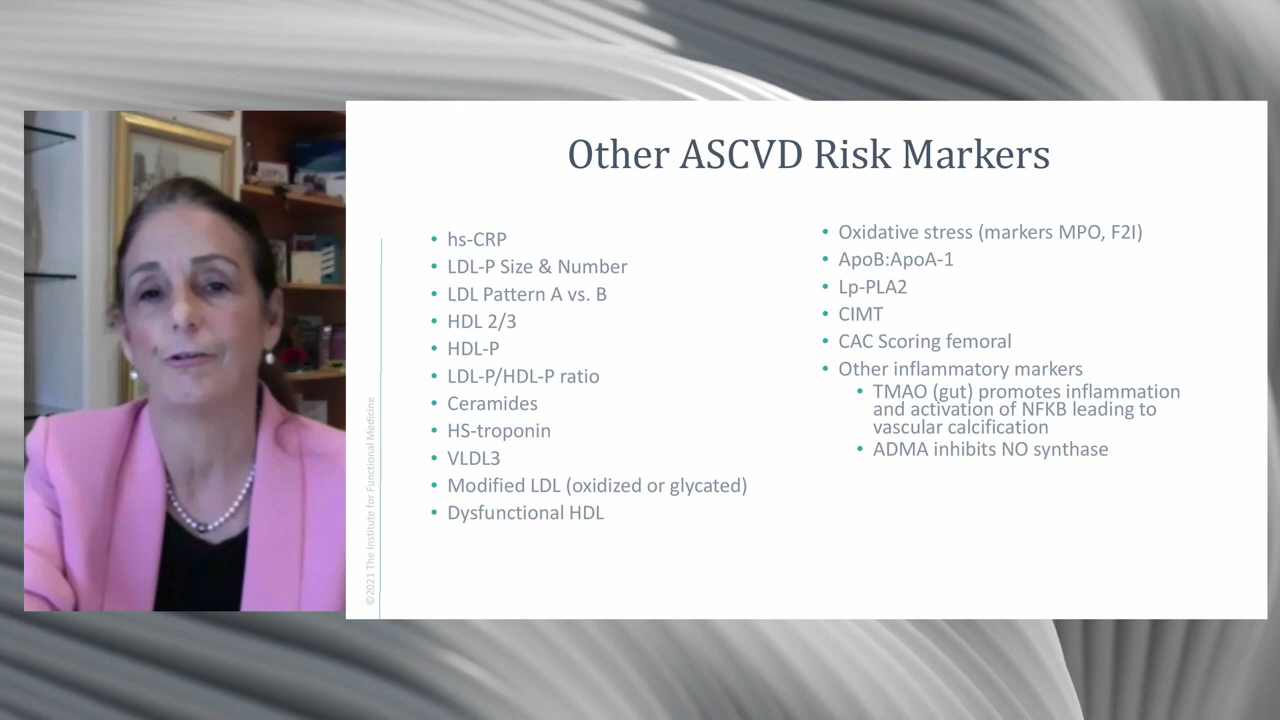 Other ASCVD Risk Markers
• hs-CRP
• LDL-P Size & Number
• LDL Pattern A vs. B
• HDL 2/3
• HDL-P
• LDL-P/HDL-P ratio
• Ceramides
• HS-troponin
• VLDL3
• Modified LDL (oxidized or glycated)
• Dysfunctional HDL
• Oxidative stress (markers MPO, F2I)
• ApoB:ApoA-1
• Lp-PLA2
• CIMT
• CAC Scoring femoral
• Other inflammatory markers
• TMAO (gut) promotes inflammation
and activation of NFKB leading to
vascular calcification
• ADMA inhibits NO synthase
©2021 The Institute for Functional Medicine